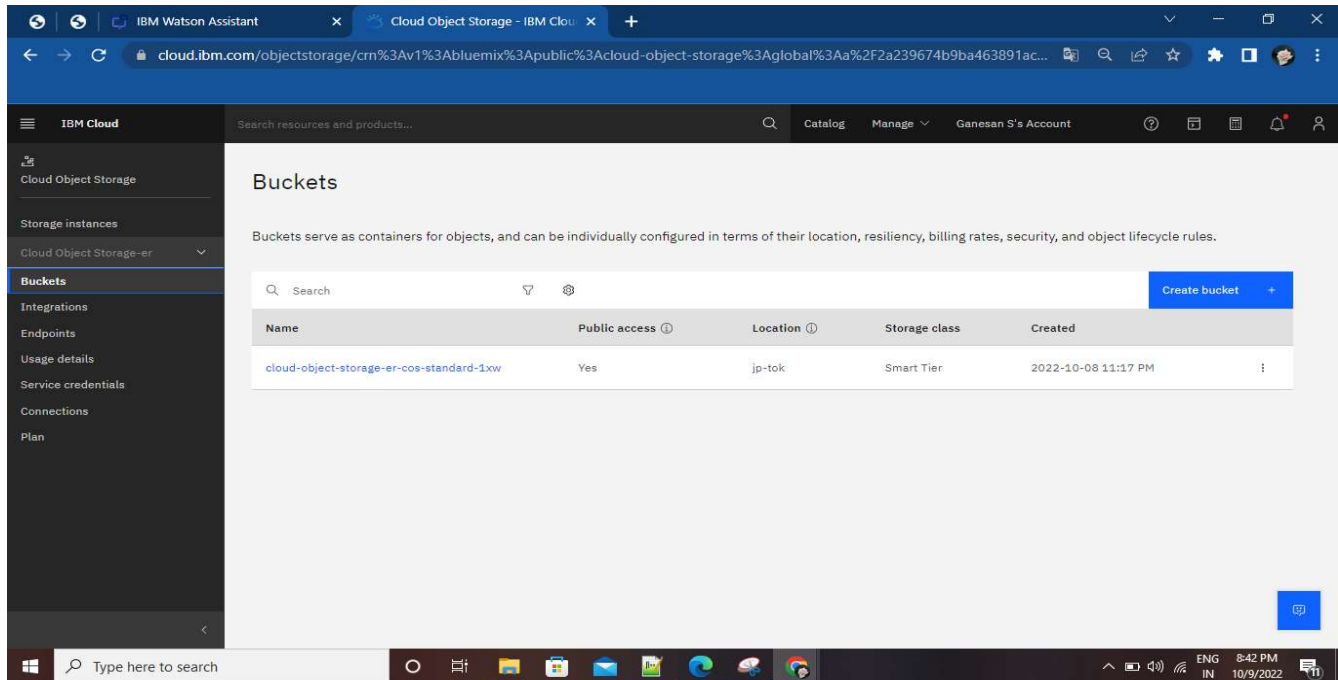 IBM Watson Assistant
Cloud Object Storage - IBM Clou
cloud.ibm.com/objectstorage/crn%3Av1%3Abluemix%3Apublic%3Acloud-object-storage%3Aglobal%3Aa%2F2a239674b9ba463891ac...
IBM Cloud
Search resources and products...
Catalog
Manage
Ganesan S's Account
Cloud Object Storage
Storage instances
Cloud Object Storage-er
Buckets
Integrations
Endpoints
Usage details
Service credentials
Connections
Plan
Buckets
Buckets serve as containers for objects, and can be individually configured in terms of their location, resiliency, billing rates, security, and object lifecycle rules.
Search
Create bucket +
Name Public access Location Storage class Created
cloud-object-storage-er-cos-standard-1xw Yes jp-tok Smart Tier 2022-10-08 11:17 PM
Type here to search
ENG 8:42 PM
IN 10/9/2022
11